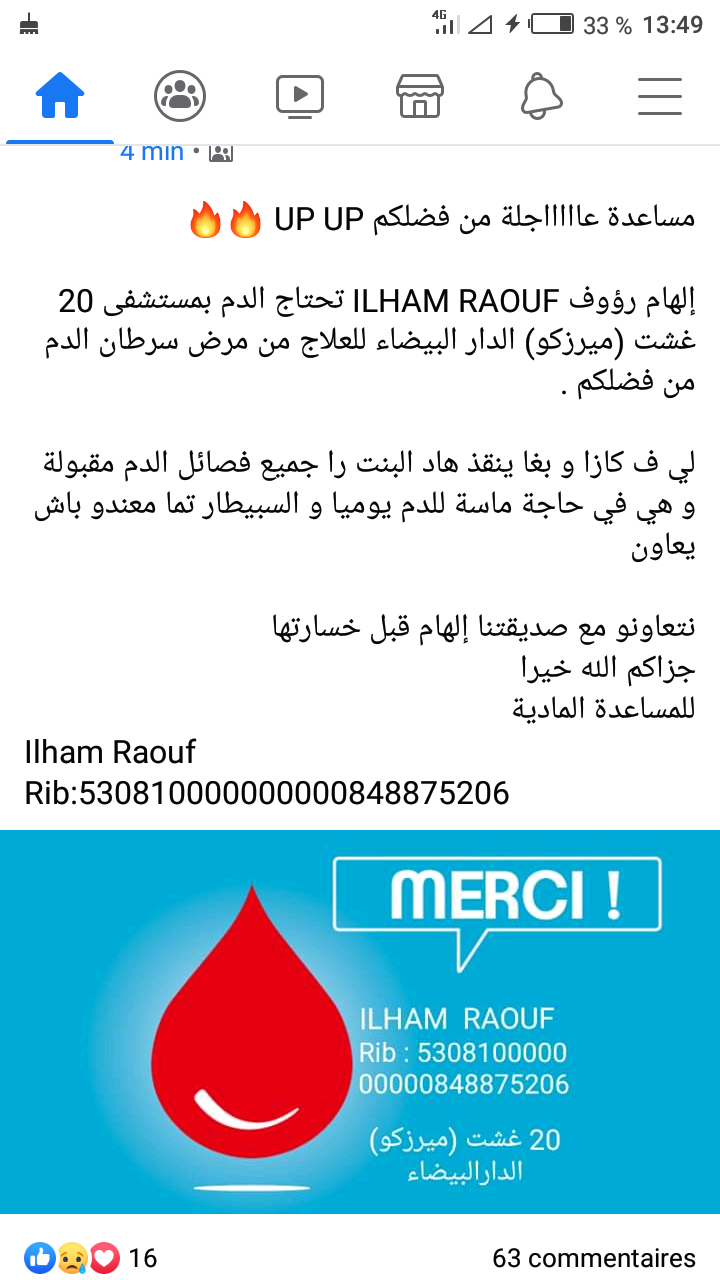 4G
33 % 13:49
4 min
مساعدة عااااااجلة من فضلكم UP UP 🔥🔥
إلهام رؤوف ILHAM RAOUF تحتاج الدم بمستشفى 20
غشت (ميرزكو) الدار البيضاء للعلاج من مرض سرطان الدم
من فضلكم .
لي ف كازا و بغا ينقذ هاد البنت را جميع فصائل الدم مقبولة
و هي في حاجة ماسة للدم يوميا و السبيطار تما معندو باش
يعاون
نتعاونو مع صديقتنا إلهام قبل خسارتها
جزاكم الله خيرا
للمساعدة المادية
Ilham Raouf
Rib:530810000000000848875206
MERCI !
ILHAM RAOUF
Rib : 5308100000
00000848875206
20 غشت (ميرزكو)
الدارالبيضاء
16
63 commentaires